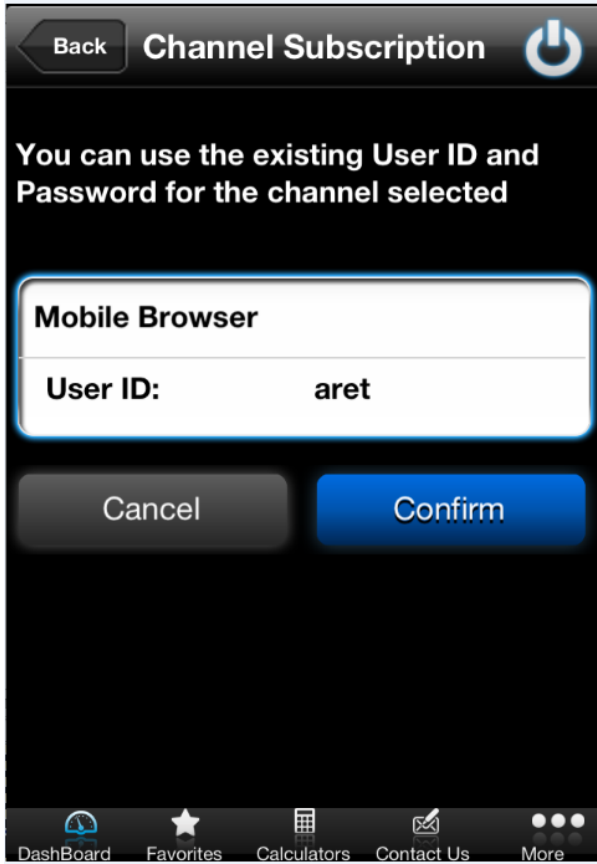 Back Channel Subscription
You can use the existing User ID and
Password for the channel selected
Mobile Browser
User ID: aret
Cancel Confirm
DashBoard Favorites Calculators Contact Us More